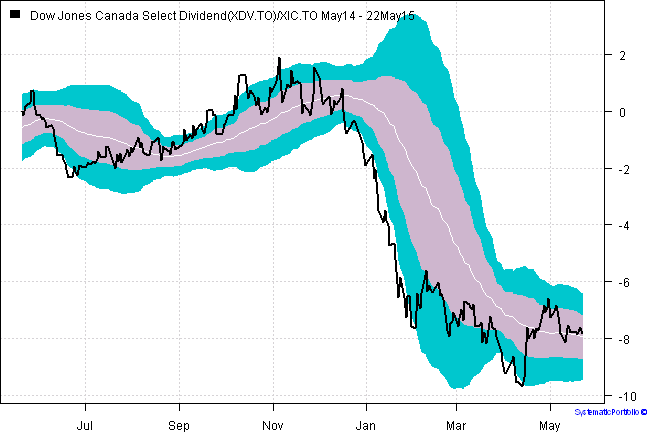 Dow Jones Canada Select Dividend(XDV.TO)/XIC.TO May14 - 22May15
2
0
-2
-4
-6
-8
-10
Jul Sep Nov Jan Mar May
SystematicPortfolio ©